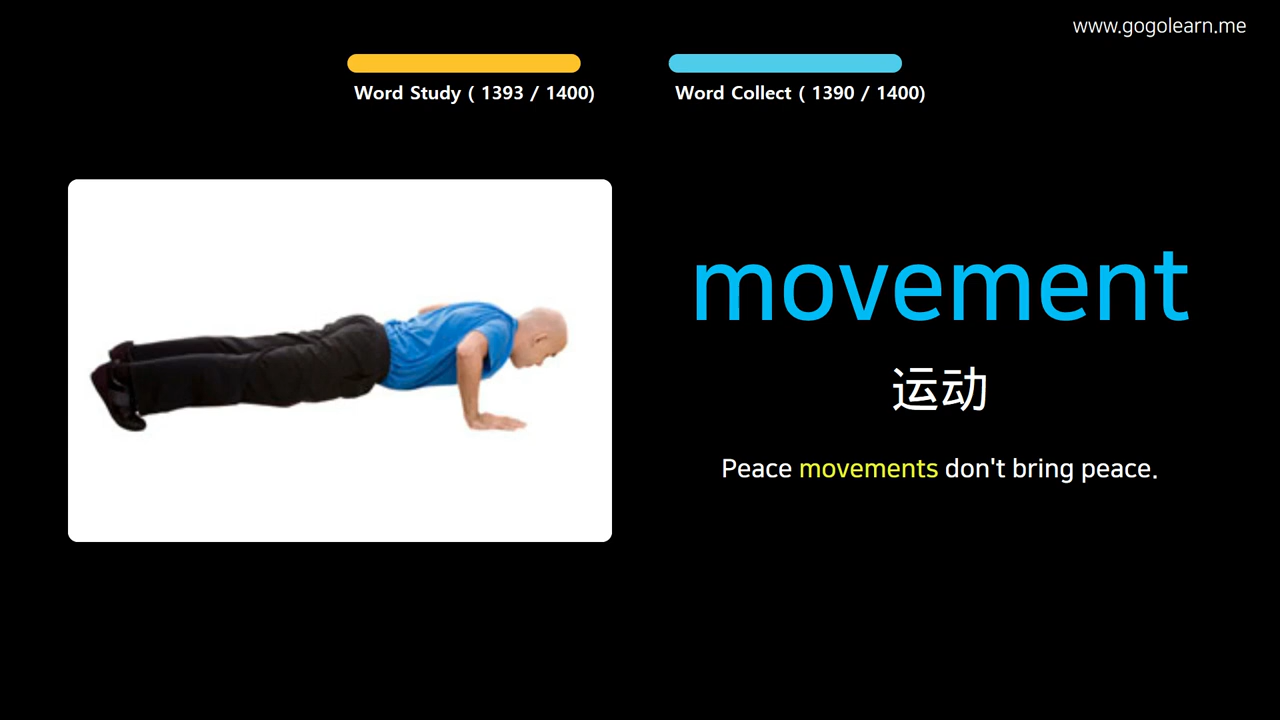 www.gogolearn.me
Word Study ( 1393 / 1400)
Word Collect ( 1390 / 1400)
movement
运动
Peace movements don't bring peace.